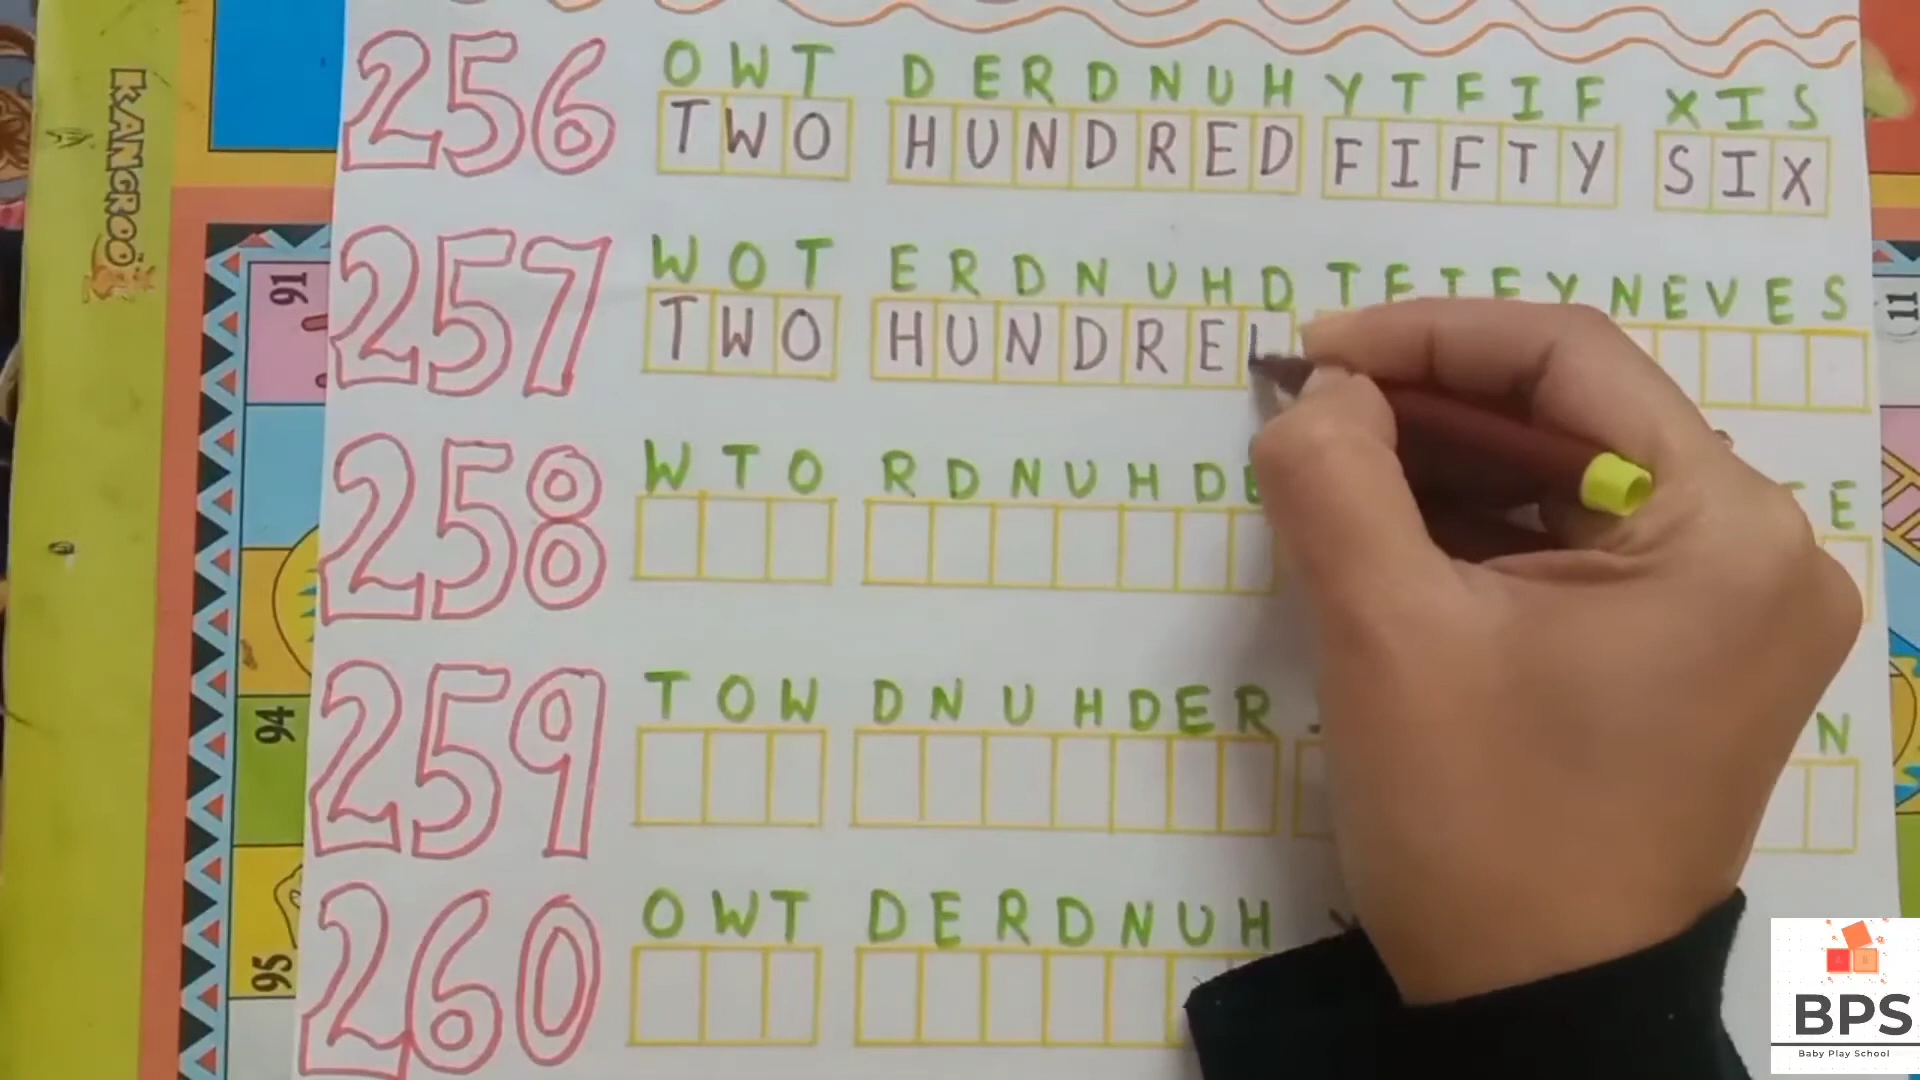 256 OWT DERDNUH YTFIF XIS
TWO HUNDRED FIFTY SIX
257 WOT ERDNUHD NEVES
TWO HUNDRE
258 WTO RDNUHDE E
259 TOW DNUHDER N
260 OWT DERDNUH
KANGROO
91
94
95
11
BPS
Baby Play School